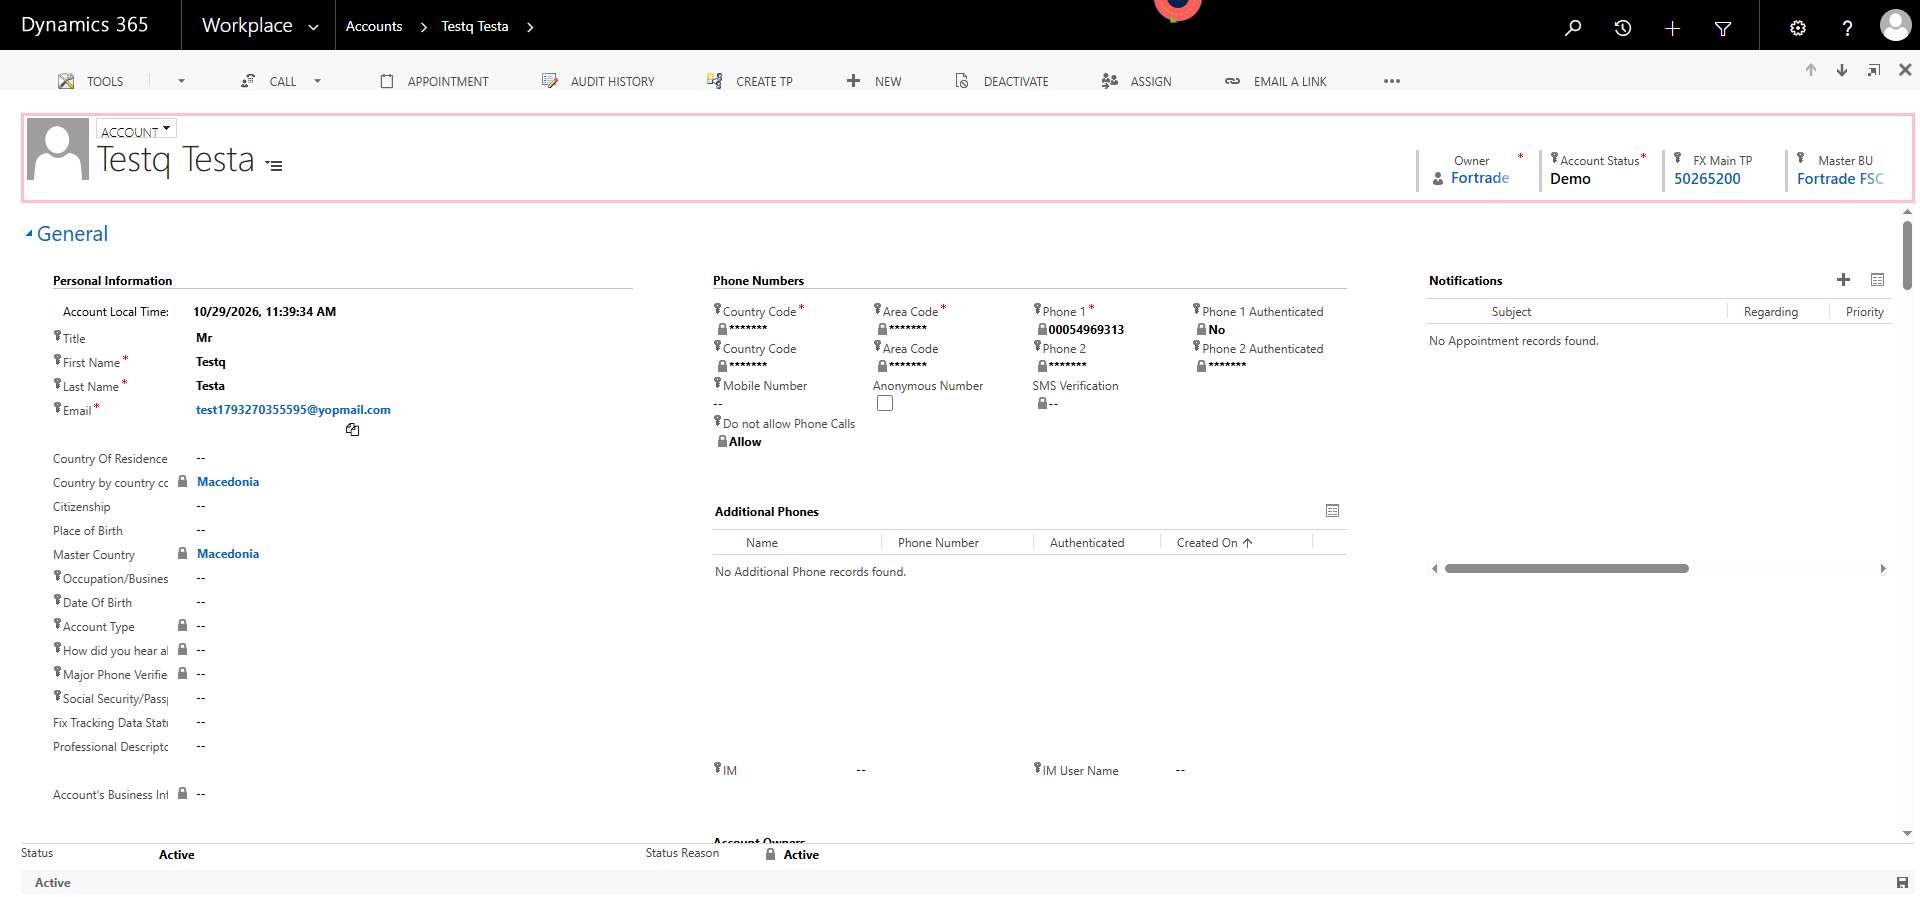 Dynamics 365
Workplace
Accounts
Testq Testa
TOOLS
CALL
APPOINTMENT
AUDIT HISTORY
CREATE TP
NEW
DEACTIVATE
ASSIGN
EMAIL A LINK
ACCOUNT
Testq Testa
Owner *
Fortrade
Account Status *
Demo
FX Main TP
50265200
Master BU
Fortrade FSC
General
Personal Information
Account Local Time: 10/29/2026, 11:39:34 AM
Title Mr
First Name * Testq
Last Name * Testa
Email * test1793270355595@yopmail.com
Country Of Residence --
Country by country cc Macedonia
Citizenship --
Place of Birth --
Master Country Macedonia
Occupation/Busines --
Date Of Birth --
Account Type --
How did you hear al --
Major Phone Verifie --
Social Security/Passp --
Fix Tracking Data Statu --
Professional Descripto --
Account's Business Inf --
Phone Numbers
Country Code * Area Code * Phone 1 * Phone 1 Authenticated
******* ******* 00054969313 No
Country Code Area Code Phone 2 Phone 2 Authenticated
******* ******* ******* *******
Mobile Number Anonymous Number SMS Verification
-- --
Do not allow Phone Calls
Allow
Additional Phones
Name Phone Number Authenticated Created On
No Additional Phone records found.
IM -- IM User Name --
Account Owners
Notifications
Subject Regarding Priority
No Appointment records found.
Status Active Status Reason Active
Active